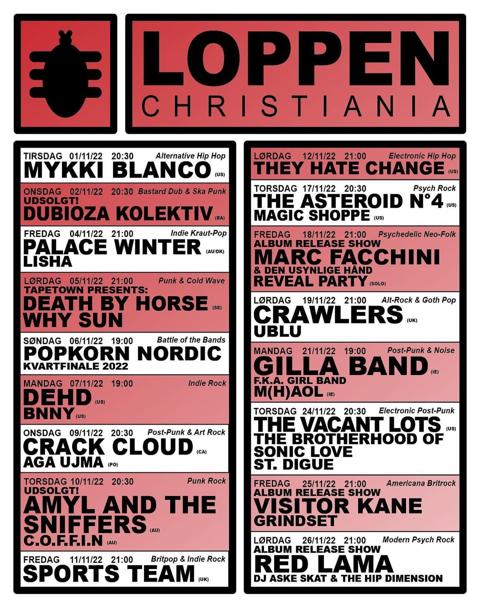 LOPPEN
CHRISTIANIA
TIRSDAG 01/11/22 20:30 Alternative Hip Hop
MYKKI BLANCO (US)
ONSDAG 02/11/22 20:30 Bastard Dub & Ska Punk
UDSOLGT!
DUBIOZA KOLEKTIV (BA)
FREDAG 04/11/22 21:00 Indie Kraut-Pop
PALACE WINTER (AU/DK)
LISHA
LØRDAG 05/11/22 21:00 Punk & Cold Wave
TAPETOWN PRESENTS:
DEATH BY HORSE (SE)
WHY SUN
SØNDAG 06/11/22 19:00 Battle of the Bands
POPKORN NORDIC
KVARTFINALE 2022
MANDAG 07/11/22 19:00 Indie Rock
DEHD (US)
BNNY (US)
ONSDAG 09/11/22 20:30 Post-Punk & Art Rock
CRACK CLOUD (CA)
AGA UJMA (PO)
TORSDAG 10/11/22 20:30 Punk Rock
UDSOLGT!
AMYL AND THE
SNIFFERS (AU)
C.O.F.F.I.N (AU)
FREDAG 11/11/22 21:00 Britpop & Indie Rock
SPORTS TEAM (UK)
LØRDAG 12/11/22 21:00 Electronic Hip Hop
THEY HATE CHANGE (US)
TORSDAG 17/11/22 20:30 Psych Rock
THE ASTEROID N°4 (US)
MAGIC SHOPPE (US)
FREDAG 18/11/22 21:00 Psychedelic Neo-Folk
ALBUM RELEASE SHOW
MARC FACCHINI
& DEN USYNLIGE HÅND
REVEAL PARTY (SOLO)
LØRDAG 19/11/22 21:00 Alt-Rock & Goth Pop
CRAWLERS (UK)
UBLU
MANDAG 21/11/22 19:00 Post-Punk & Noise
GILLA BAND (IE)
F.K.A. GIRL BAND
M(H)AOL (IE)
TORSDAG 24/11/22 20:30 Electronic Post-Punk
THE VACANT LOTS (US)
THE BROTHERHOOD OF
SONIC LOVE
ST. DIGUE
FREDAG 25/11/22 21:00 Americana Britrock
ALBUM RELEASE SHOW
VISITOR KANE
GRINDSET
LØRDAG 26/11/22 21:00 Modern Psych Rock
ALBUM RELEASE SHOW
RED LAMA
DJ ASKE SKAT & THE HIP DIMENSION